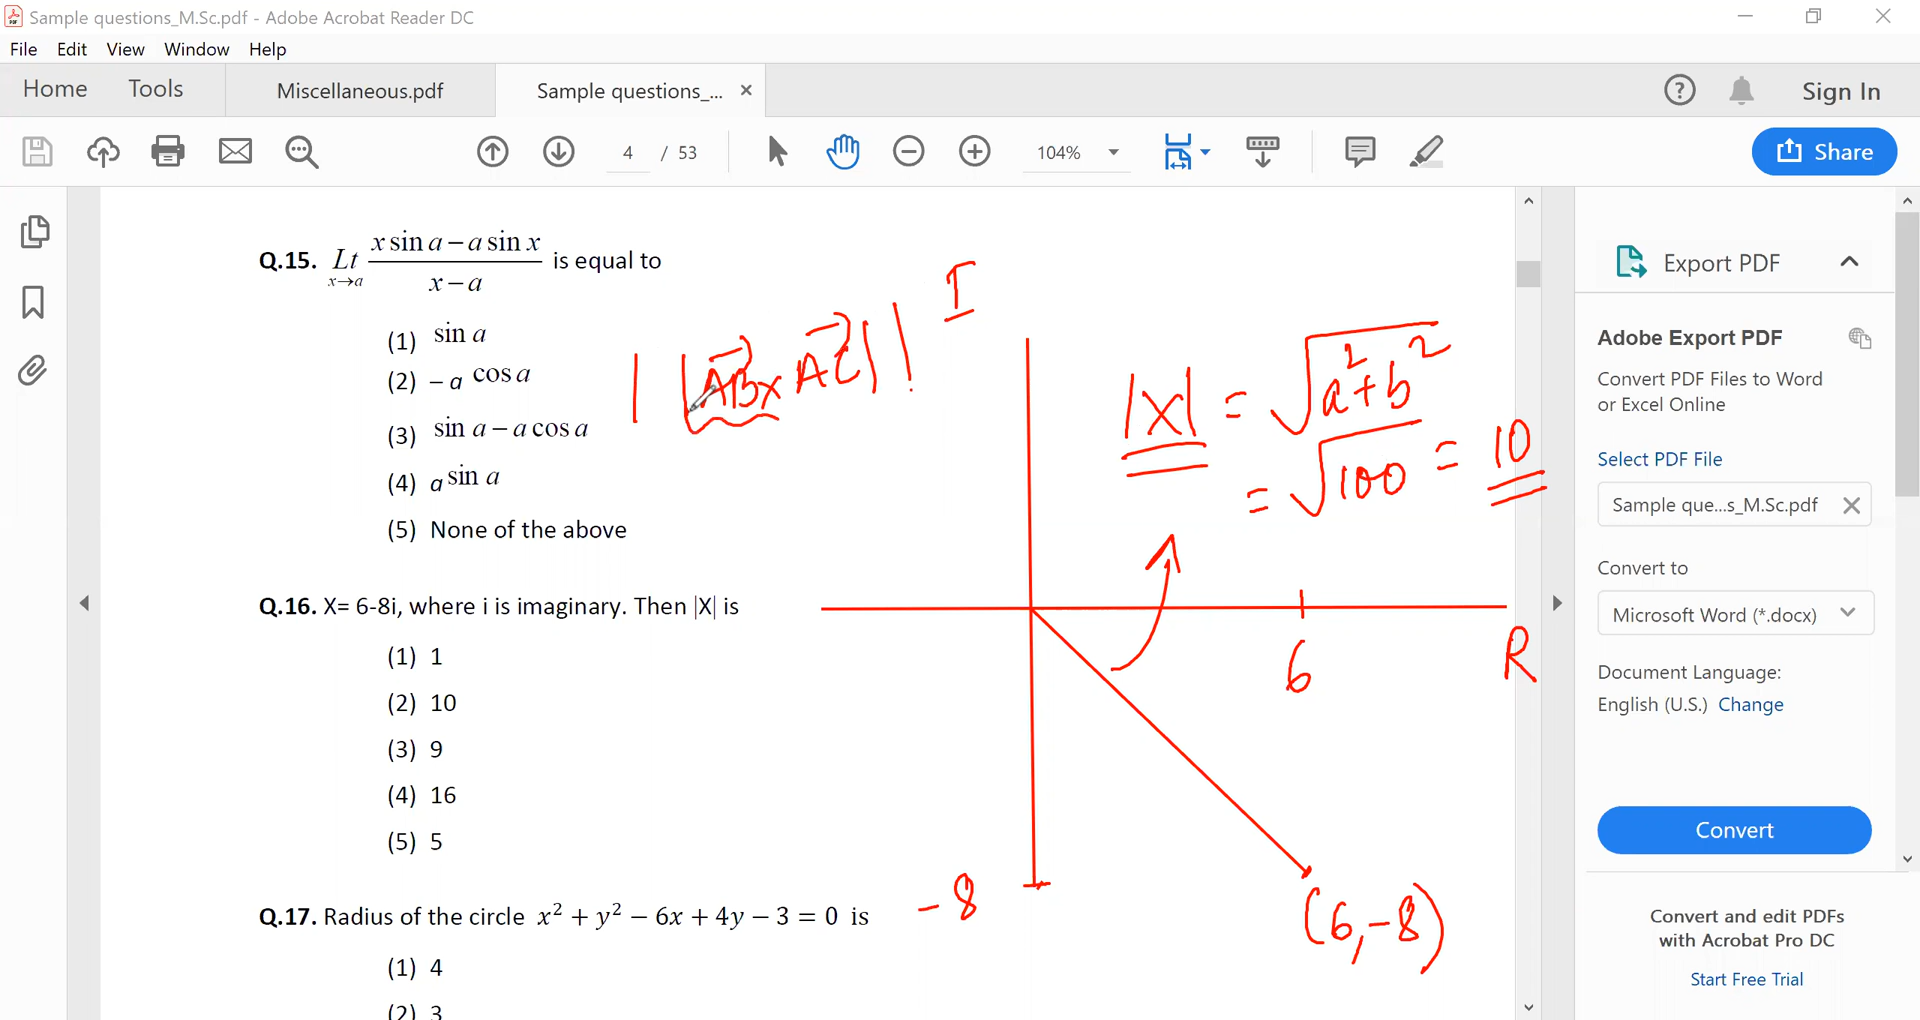 Sample questions_M.Sc.pdf - Adobe Acrobat Reader DC
File Edit View Window Help
Home Tools Miscellaneous.pdf Sample questions_... × ? Sign In
4 / 53 104% Share
Q.15. Lt x→a (x sin a – a sin x)/(x – a) is equal to
(1) sin a
(2) – a cos a
(3) sin a – a cos a
(4) a sin a
(5) None of the above
Q.16. X= 6-8i, where i is imaginary. Then |X| is
(1) 1
(2) 10
(3) 9
(4) 16
(5) 5
Q.17. Radius of the circle x² + y² − 6x + 4y − 3 = 0 is
(1) 4
(2) 3
| |AB x AC| |
I
|X| = √a²+b²
= √100 = 10
6
R
-8
(6,-8)
Export PDF
Adobe Export PDF
Convert PDF Files to Word
or Excel Online
Select PDF File
Sample que...s_M.Sc.pdf
Convert to
Microsoft Word (*.docx)
Document Language:
English (U.S.) Change
Convert
Convert and edit PDFs
with Acrobat Pro DC
Start Free Trial